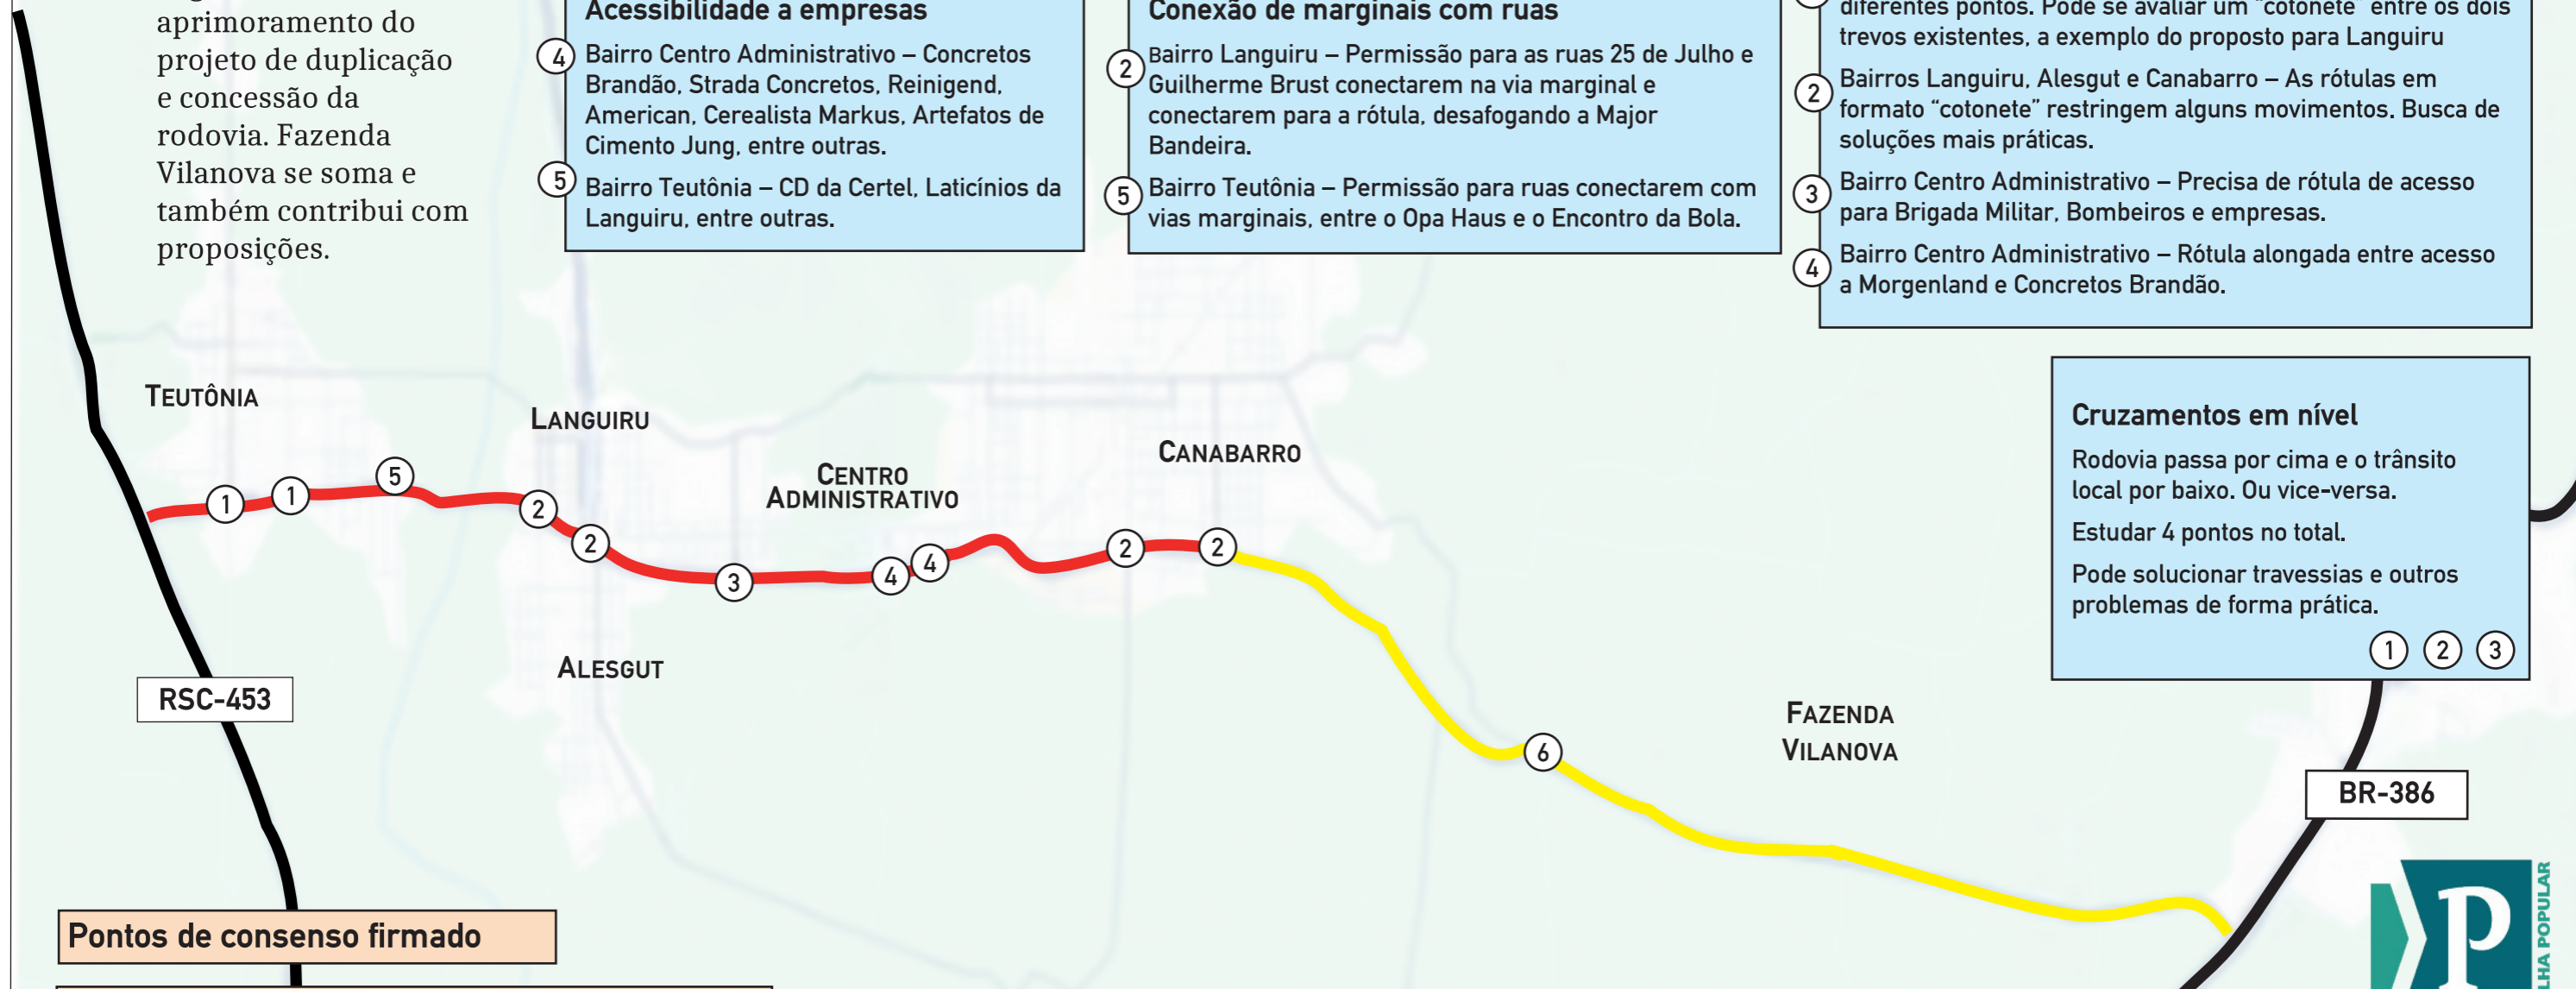 aprimoramento do
projeto de duplicação
e concessão da
rodovia. Fazenda
Vilanova se soma e
também contribui com
proposições.
Acessibilidade a empresas
4 Bairro Centro Administrativo – Concretos
Brandão, Strada Concretos, Reinigend,
American, Cerealista Markus, Artefatos de
Cimento Jung, entre outras.
5 Bairro Teutônia – CD da Certel, Laticínios da
Languiru, entre outras.
Conexão de marginais com ruas
2 Bairro Languiru – Permissão para as ruas 25 de Julho e
Guilherme Brust conectarem na via marginal e
conectarem para a rótula, desafogando a Major
Bandeira.
5 Bairro Teutônia – Permissão para ruas conectarem com
vias marginais, entre o Opa Haus e o Encontro da Bola.
diferentes pontos. Pode se avaliar um “cotonete” entre os dois
trevos existentes, a exemplo do proposto para Languiru
2 Bairros Languiru, Alesgut e Canabarro – As rótulas em
formato “cotonete” restringem alguns movimentos. Busca de
soluções mais práticas.
3 Bairro Centro Administrativo – Precisa de rótula de acesso
para Brigada Militar, Bombeiros e empresas.
4 Bairro Centro Administrativo – Rótula alongada entre acesso
a Morgenland e Concretos Brandão.
Cruzamentos em nível
Rodovia passa por cima e o trânsito
local por baixo. Ou vice-versa.
Estudar 4 pontos no total.
Pode solucionar travessias e outros
problemas de forma prática.
1 2 3
TEUTÔNIA
LANGUIRU
CENTRO
ADMINISTRATIVO
CANABARRO
1 1 5 2 2 3 4 4 2 2
ALESGUT
RSC-453
FAZENDA
VILANOVA
6
BR-386
Pontos de consenso firmado
P
LHA POPULAR